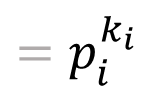 = p_i^{k_i}